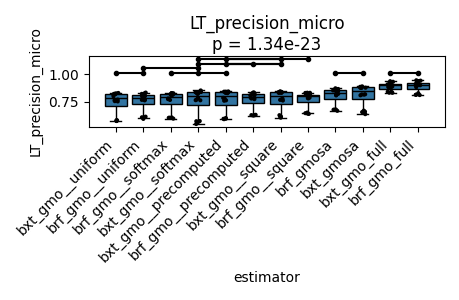 LT_precision_micro
p = 1.34e-23
LT_precision_micro
1.00
0.75
bxt_gmo__uniform
brf_gmo__uniform
brf_gmo__softmax
bxt_gmo__softmax
bxt_gmo__precomputed
brf_gmo__precomputed
bxt_gmo__square
brf_gmo__square
brf_gmosa
bxt_gmosa
bxt_gmo_full
brf_gmo_full
estimator